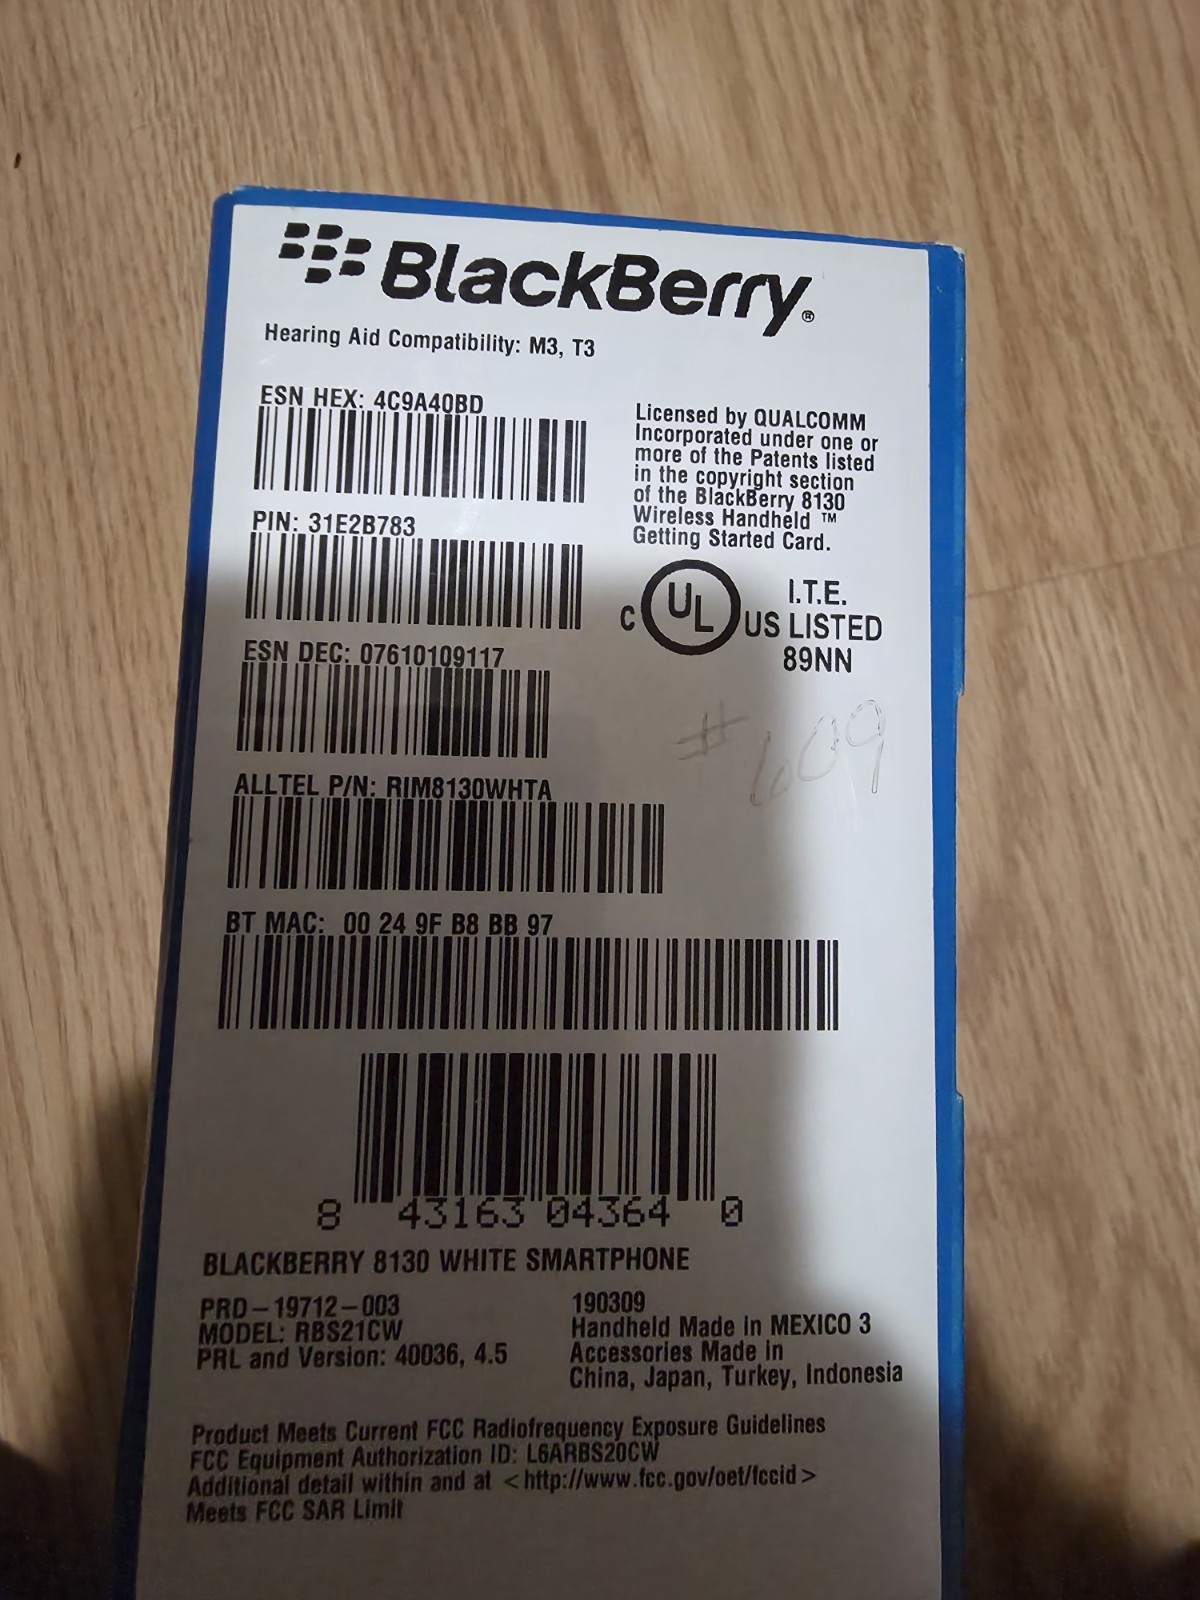 BlackBerry®
Hearing Aid Compatibility: M3, T3
ESN HEX: 4C9A40BD
PIN: 31E2B783
ESN DEC: 07610109117
ALLTEL P/N: RIM8130WHTA
BT MAC: 00 24 9F B8 BB 97
Licensed by QUALCOMM
Incorporated under one or
more of the Patents listed
in the copyright section
of the BlackBerry 8130
Wireless Handheld ™
Getting Started Card.
C UL US I.T.E.
LISTED
89NN
#609
8 43163 04364 0
BLACKBERRY 8130 WHITE SMARTPHONE
PRD-19712-003
MODEL: RBS21CW
PRL and Version: 40036, 4.5
190309
Handheld Made in MEXICO 3
Accessories Made in
China, Japan, Turkey, Indonesia
Product Meets Current FCC Radiofrequency Exposure Guidelines
FCC Equipment Authorization ID: L6ARBS20CW
Additional detail within and at <http://www.fcc.gov/oet/fccid>
Meets FCC SAR Limit